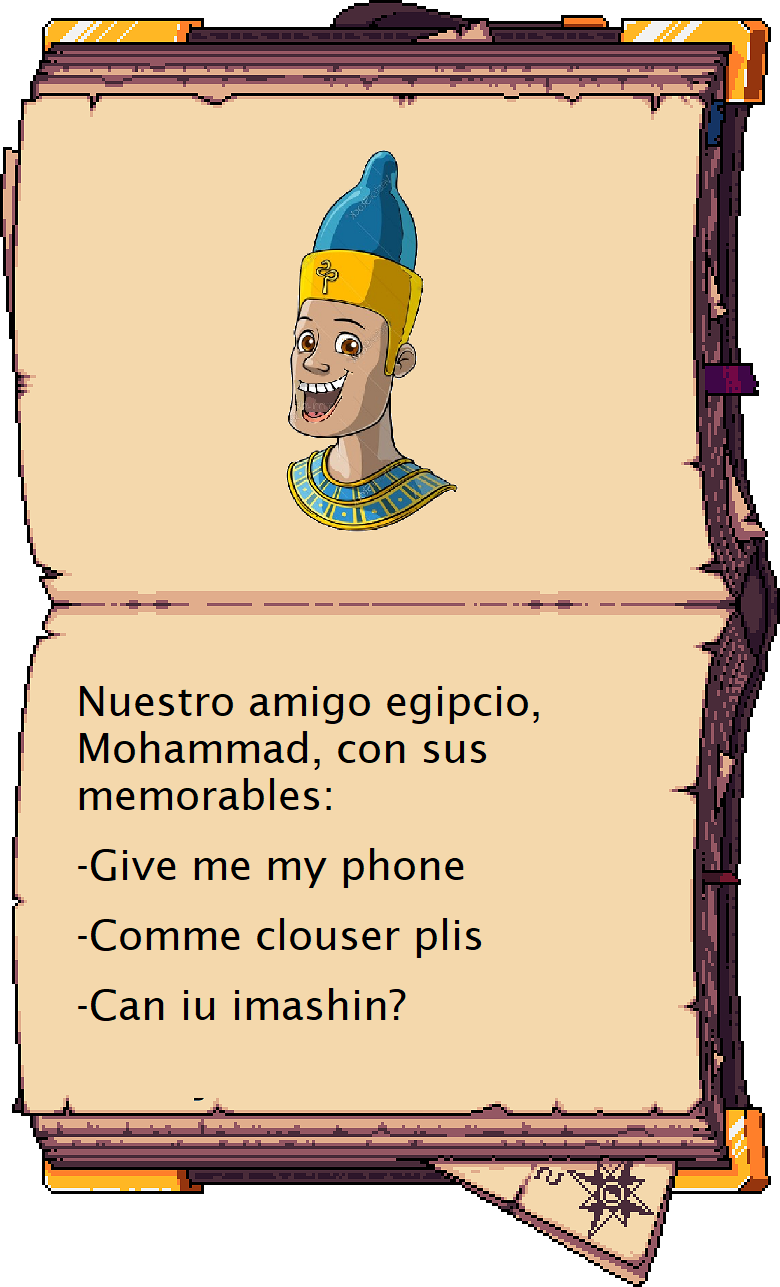 Nuestro amigo egipcio,
Mohammad, con sus
memorables:
-Give me my phone
-Comme clouser plis
-Can iu imashin?